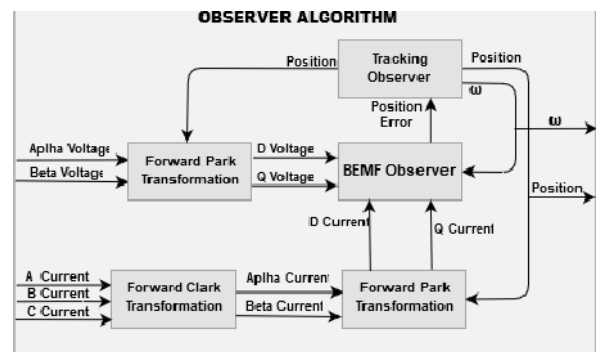 OBSERVER ALGORITHM
Position
Tracking
Observer
Position
ω
Position
Error
ω
Aplha Voltage
Beta Voltage
Forward Park
Transformation
D Voltage
Q Voltage
BEMF Observer
Position
D Current
Q Current
A Current
B Current
C Current
Forward Clark
Transformation
Aplha Current
Beta Current
Forward Park
Transformation